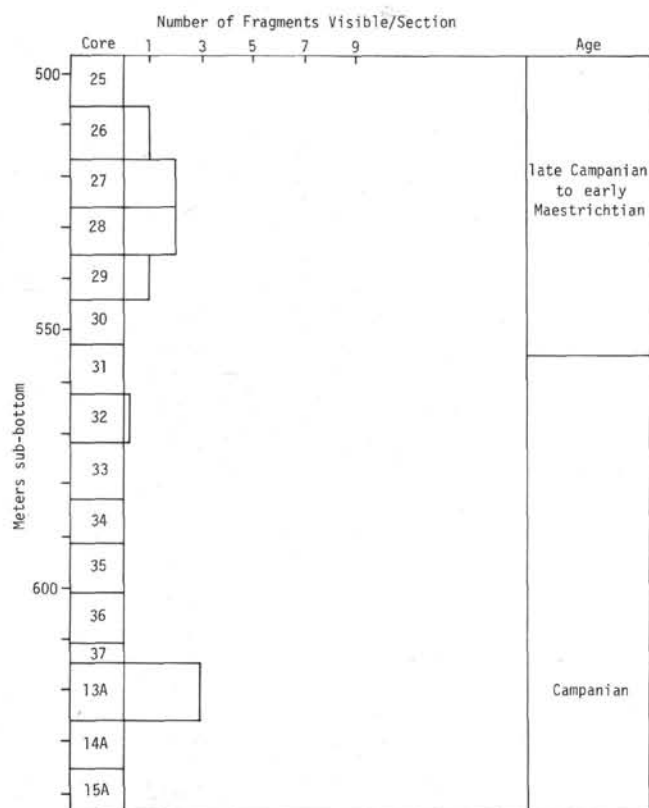 Number of Fragments Visible/Section
Core 1 3 5 7 9 Age
500
25
26
27
late Campanian
to early
Maestrichtian
28
29
30
550
31
32
33
34
35
600
36
37
13A
Campanian
14A
15A
Meters sub-bottom